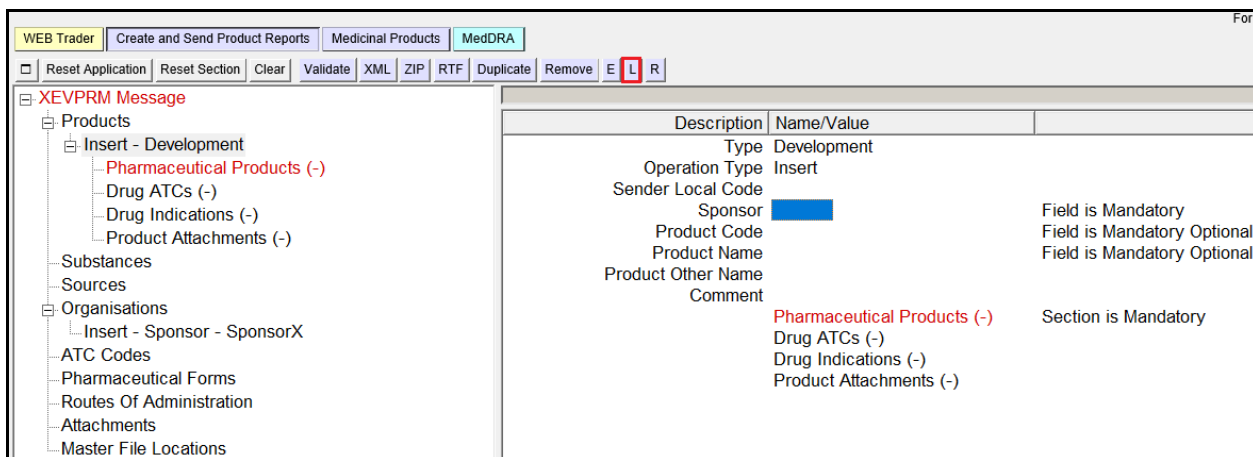 For
WEB Trader Create and Send Product Reports Medicinal Products MedDRA
Reset Application Reset Section Clear Validate XML ZIP RTF Duplicate Remove E L R
XEVPRM Message
Products
Insert - Development
Pharmaceutical Products (-)
Drug ATCs (-)
Drug Indications (-)
Product Attachments (-)
Substances
Sources
Organisations
Insert - Sponsor - SponsorX
ATC Codes
Pharmaceutical Forms
Routes Of Administration
Attachments
Master File Locations
Description Name/Value
Type Development
Operation Type Insert
Sender Local Code
Sponsor Field is Mandatory
Product Code Field is Mandatory Optional
Product Name Field is Mandatory Optional
Product Other Name
Comment
Pharmaceutical Products (-) Section is Mandatory
Drug ATCs (-)
Drug Indications (-)
Product Attachments (-)